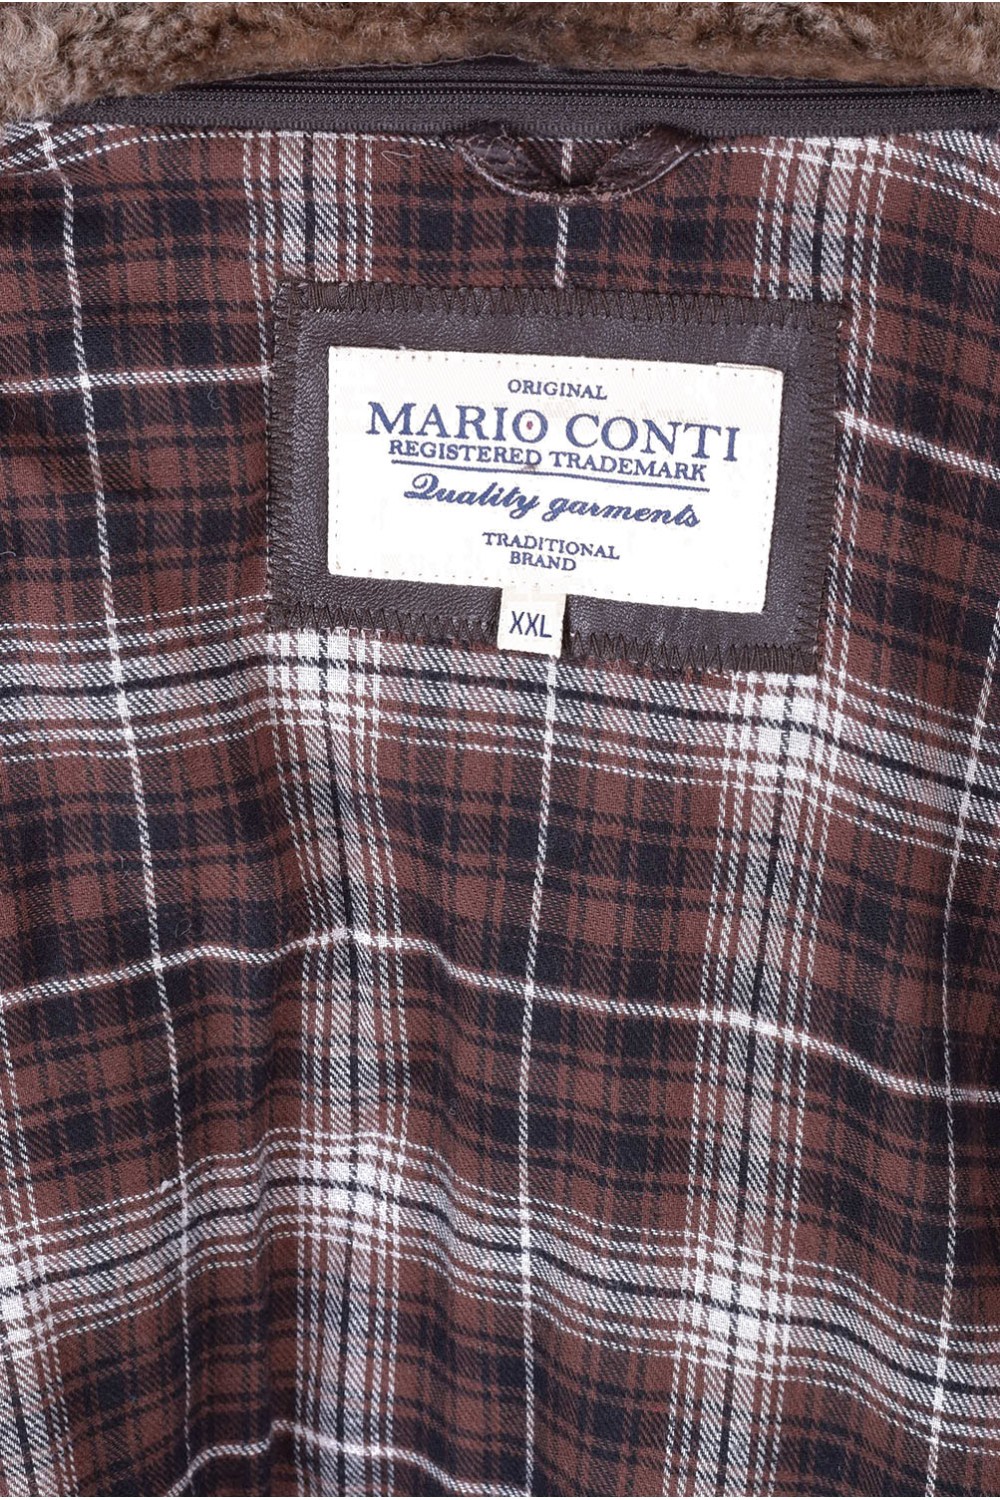 ORIGINAL
MARIO CONTI
REGISTERED TRADEMARK
Quality garments
TRADITIONAL
BRAND
XXL